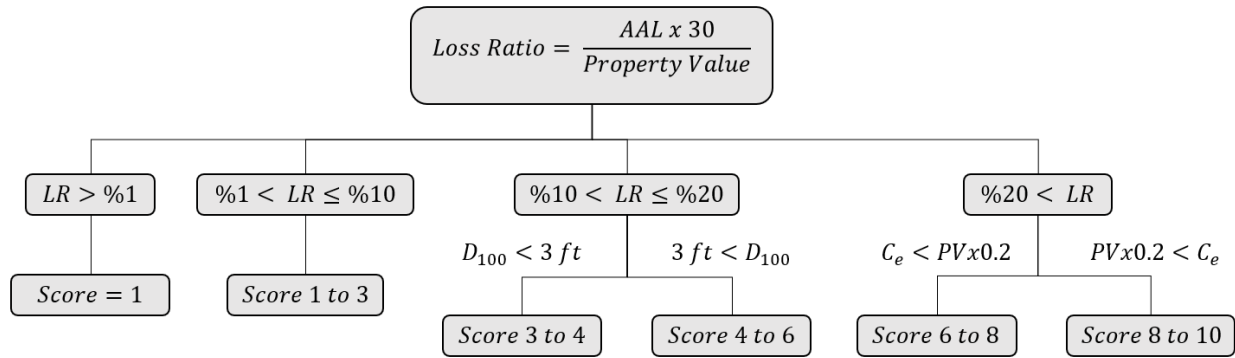 Loss Ratio = AAL x 30 / Property Value
LR > %1
%1 < LR ≤ %10
%10 < LR ≤ %20
%20 < LR
D₁₀₀ < 3 ft
3 ft < D₁₀₀
Cₑ < PVx0.2
PVx0.2 < Cₑ
Score = 1
Score 1 to 3
Score 3 to 4
Score 4 to 6
Score 6 to 8
Score 8 to 10